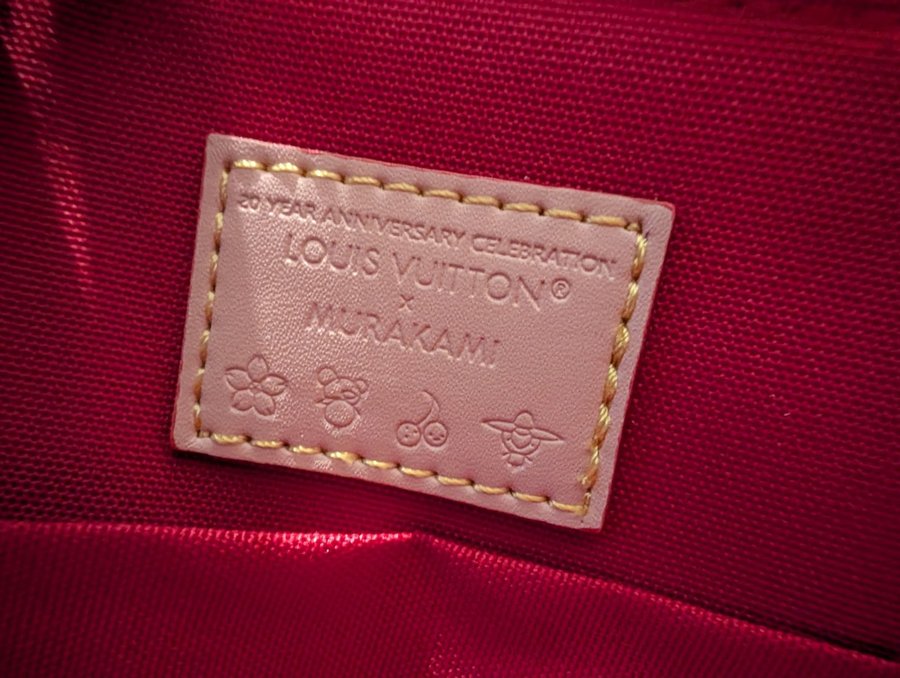 20 YEAR ANNIVERSARY CELEBRATION
LOUIS VUITTON®
×
MURAKAMI